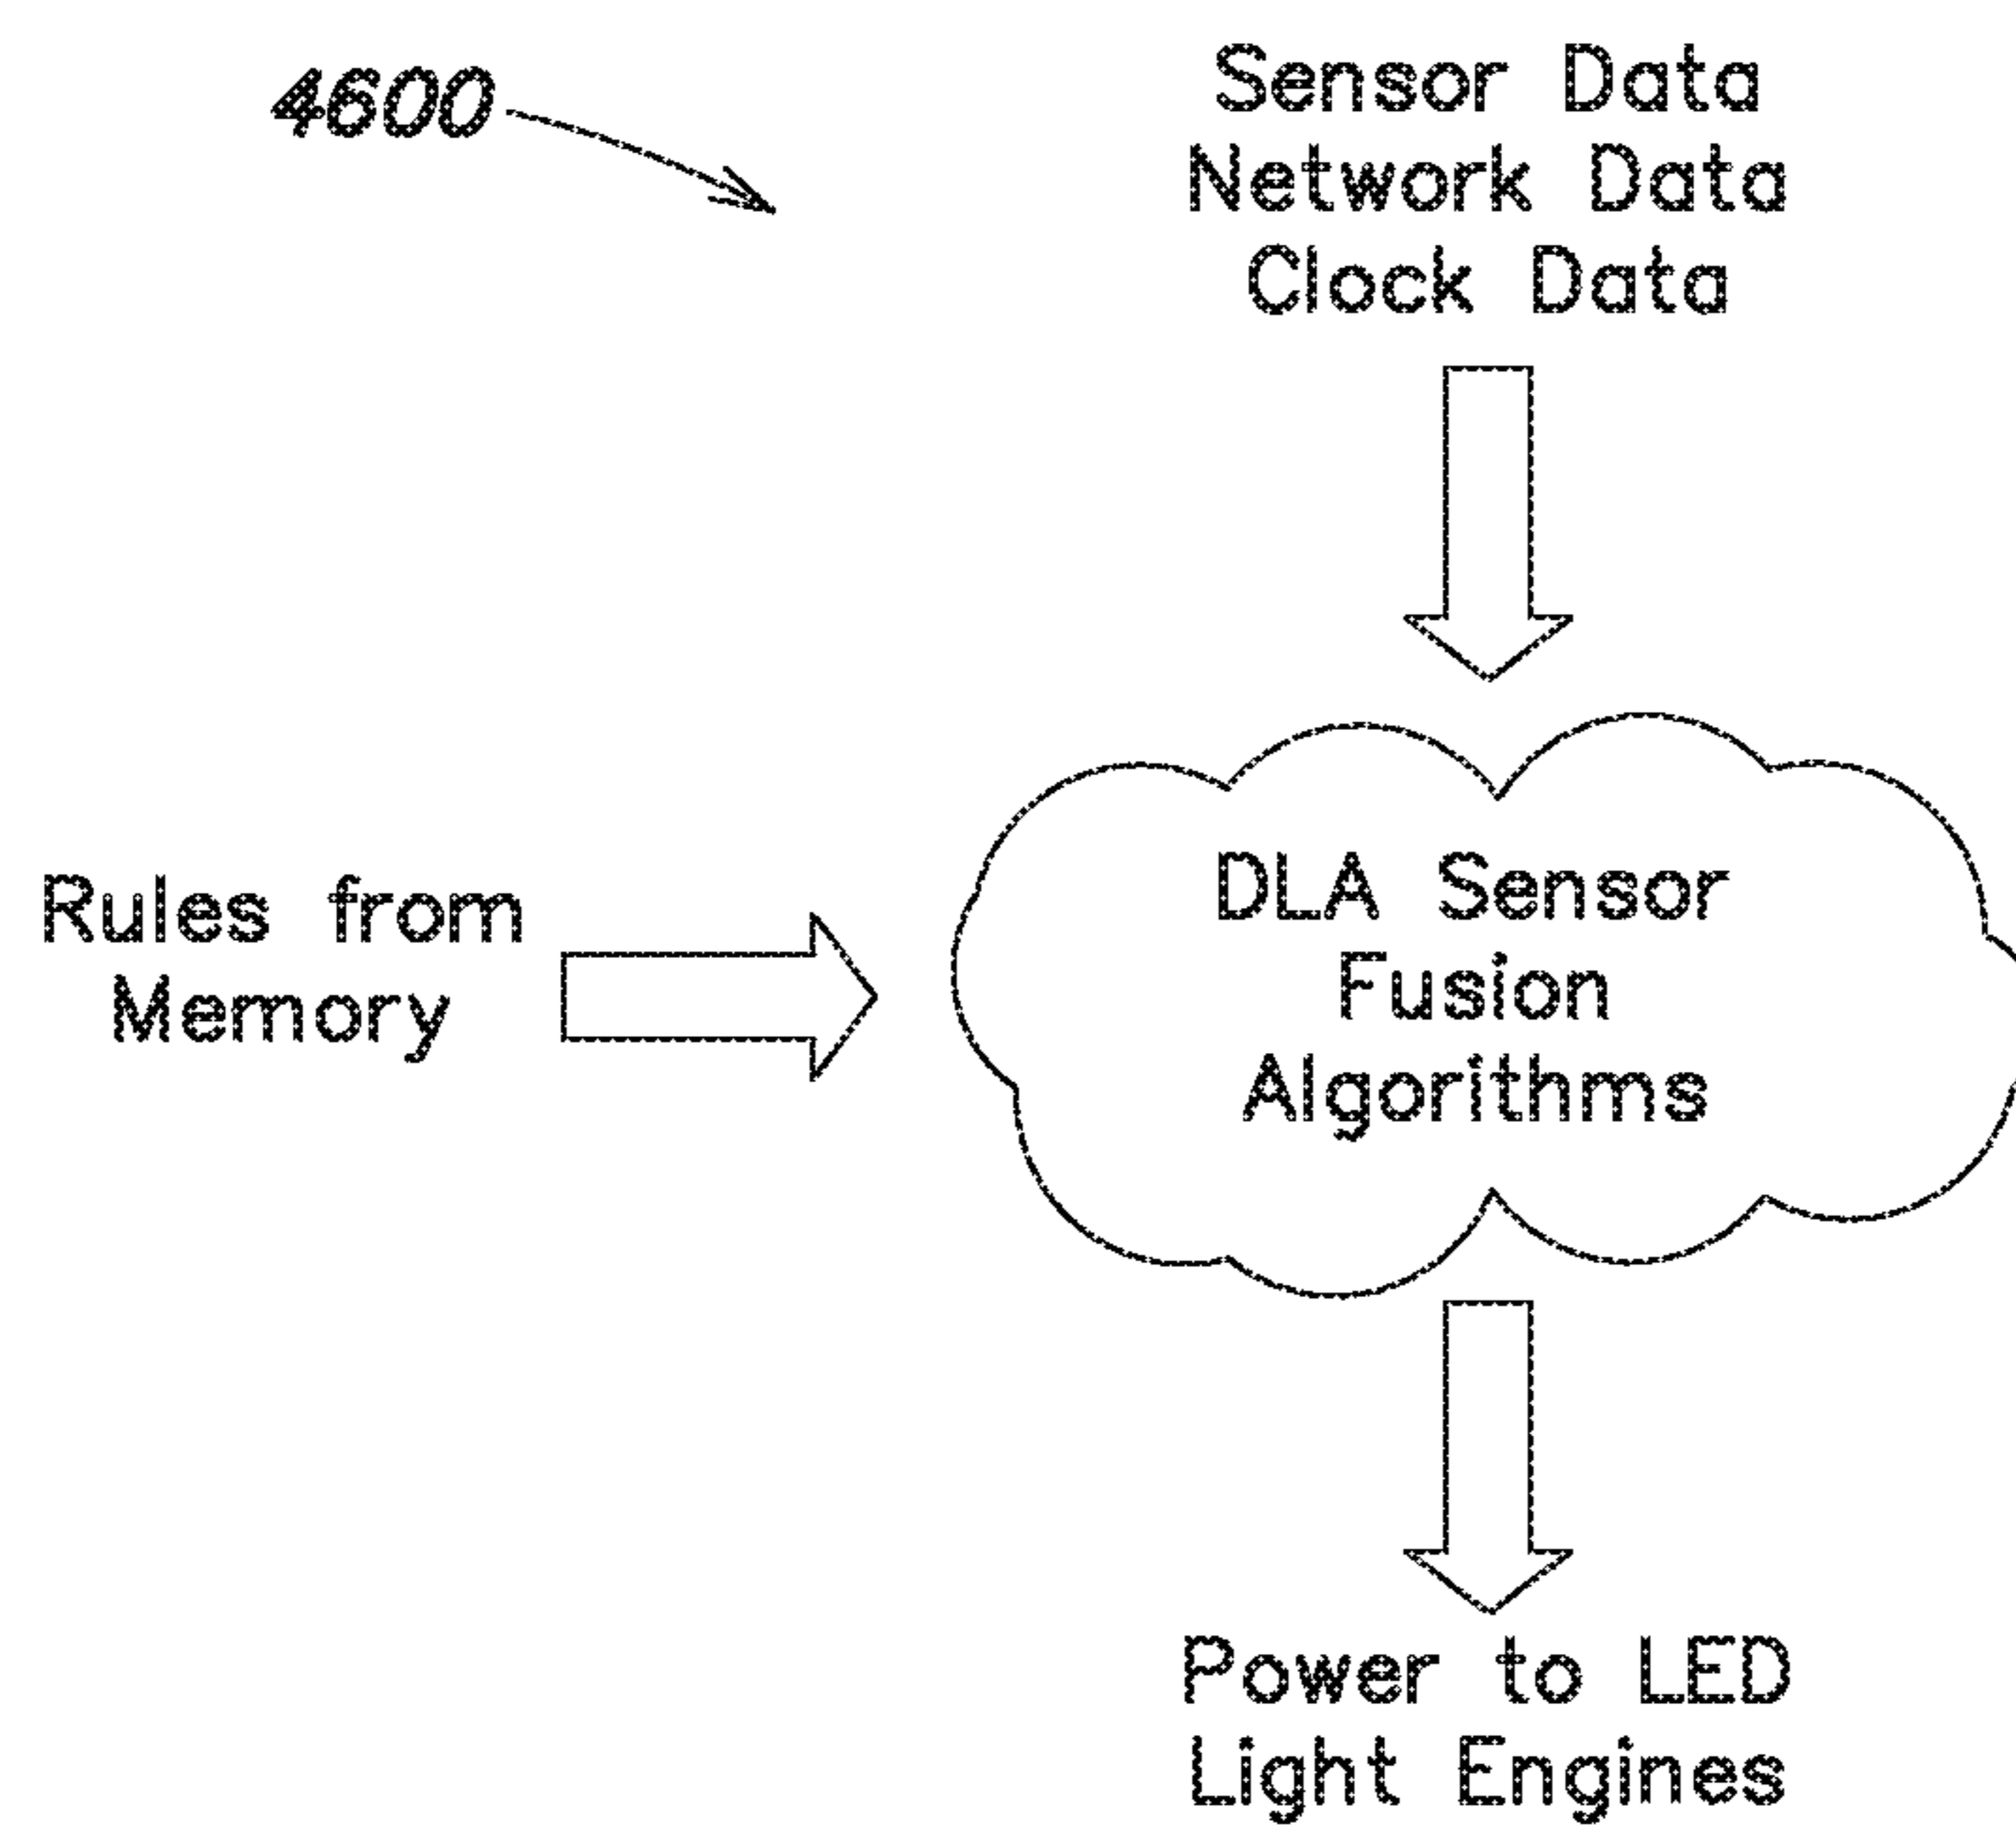 4600
Sensor Data
Network Data
Clock Data
Rules from
Memory
DLA Sensor
Fusion
Algorithms
Power to LED
Light Engines